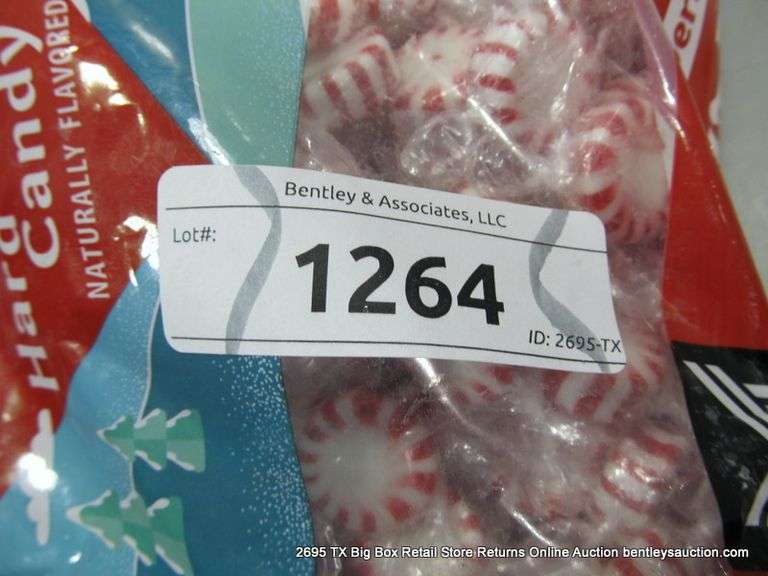 Hard
Candy
NATURALLY FLAVORED
Bentley & Associates, LLC
Lot#:
1264
ID: 2695-TX
2695 TX Big Box Retail Store Returns Online Auction bentleysauction.com